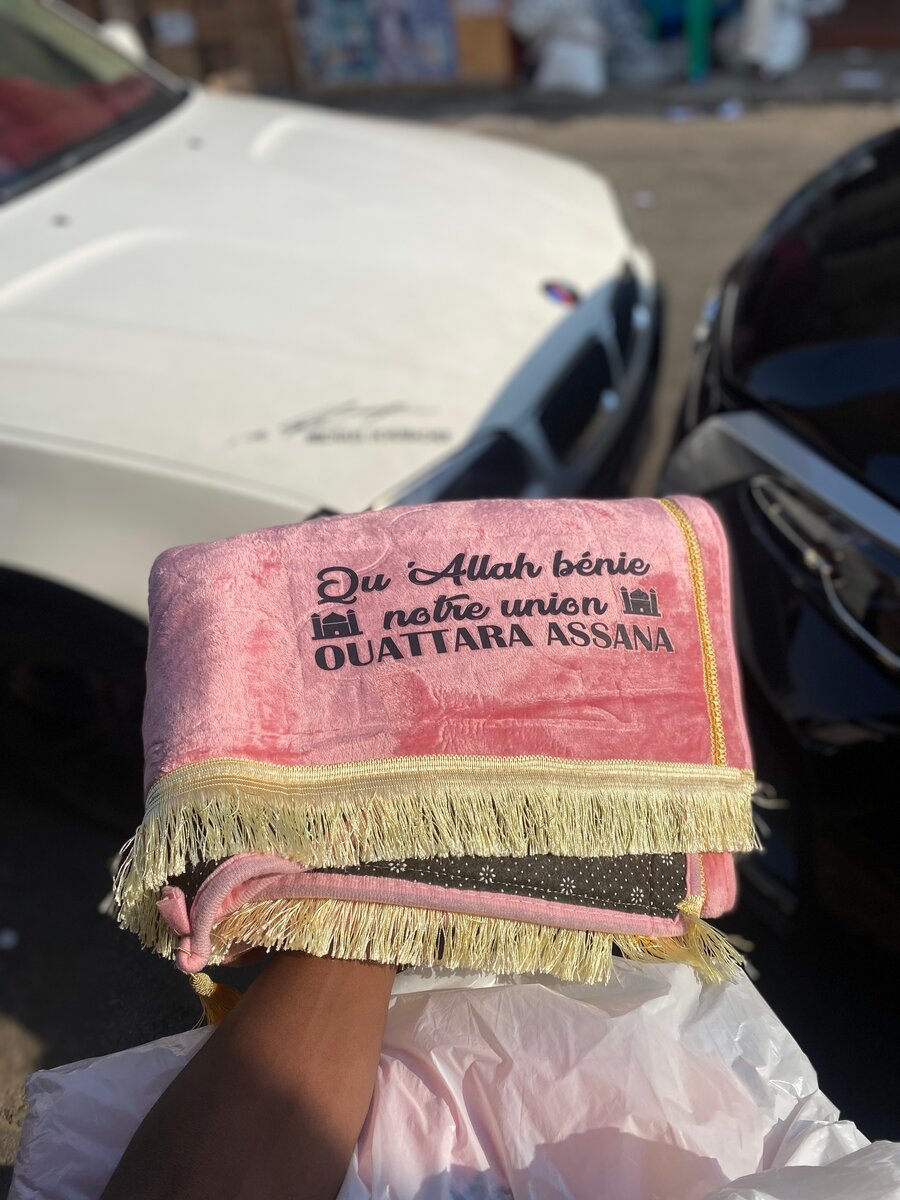 Qu 'Allah bénie
notre union
OUATTARA ASSANA